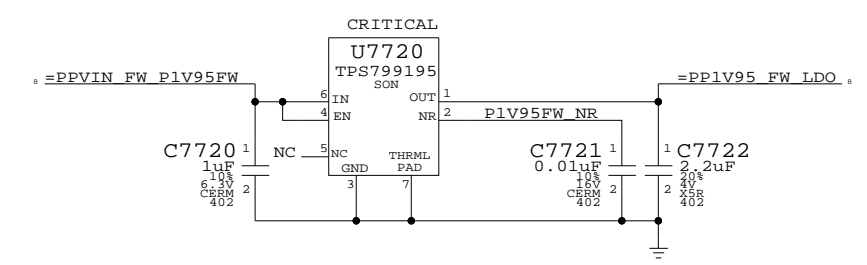 CRITICAL
U7720
TPS799195
SON
8 =PPVIN_FW_P1V95FW
=PP1V95_FW_LDO 8
6 IN
OUT 1
4 EN
NR 2 P1V95FW_NR
NC 5 NC
THRML
GND PAD
3 7
C7720 1
1uF
10%
6.3V 2
CERM
402
C7721 1
0.01uF
10%
16V 2
CERM
402
1 C7722
2.2uF
20%
2 4V
X5R
402